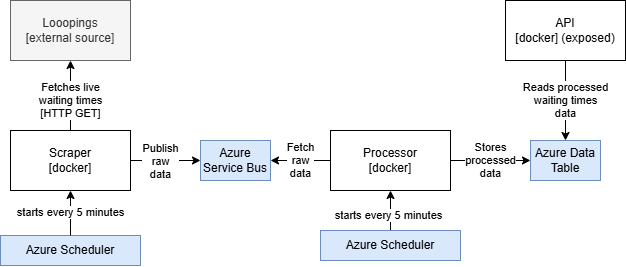 Looopings
[external source]
API
[docker] (exposed)
Fetches live
waiting times
[HTTP GET]
Reads processed
waiting times
data
Scraper
[docker]
Publish
raw
data
Azure
Service Bus
Fetch
raw
data
Processor
[docker]
Stores
processed
data
Azure Data
Table
starts every 5 minutes
starts every 5 minutes
Azure Scheduler
Azure Scheduler